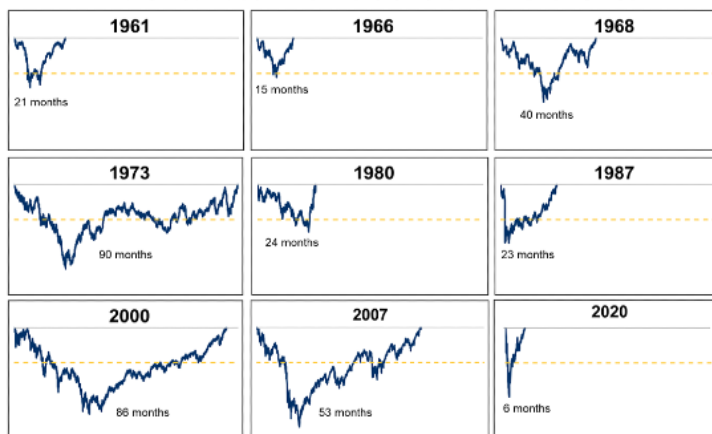 1961
21 months
1966
15 months
1968
40 months
1973
90 months
1980
24 months
1987
23 months
2000
86 months
2007
53 months
2020
6 months